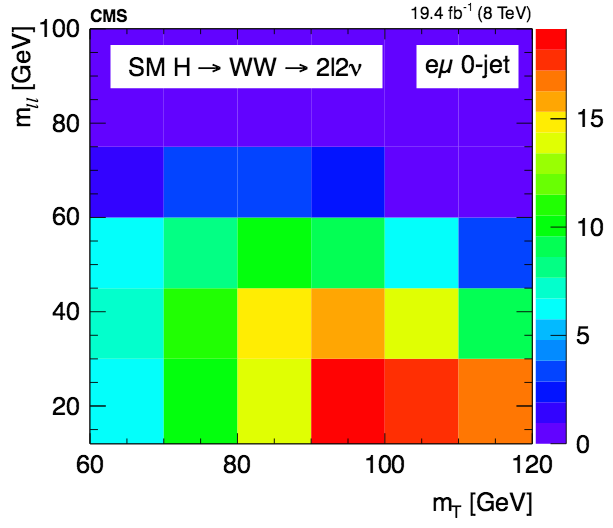 CMS 19.4 fb⁻¹ (8 TeV)
SM H → WW → 2l2ν eμ 0-jet
m_ll [GeV]
100
80
60
40
20
60 80 100 120
m_T [GeV]
15
10
5
0